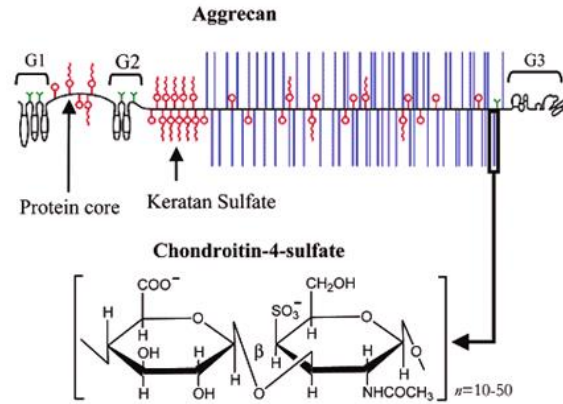 Aggrecan
G1
G2
G3
Protein core
Keratan Sulfate
Chondroitin-4-sulfate
COO⁻
H
H
OH
H
H
OH
H
O
β
O
SO₃⁻
CH₂OH
H
H
H
O
H
NHCOCH₃
H
O
n=10-50